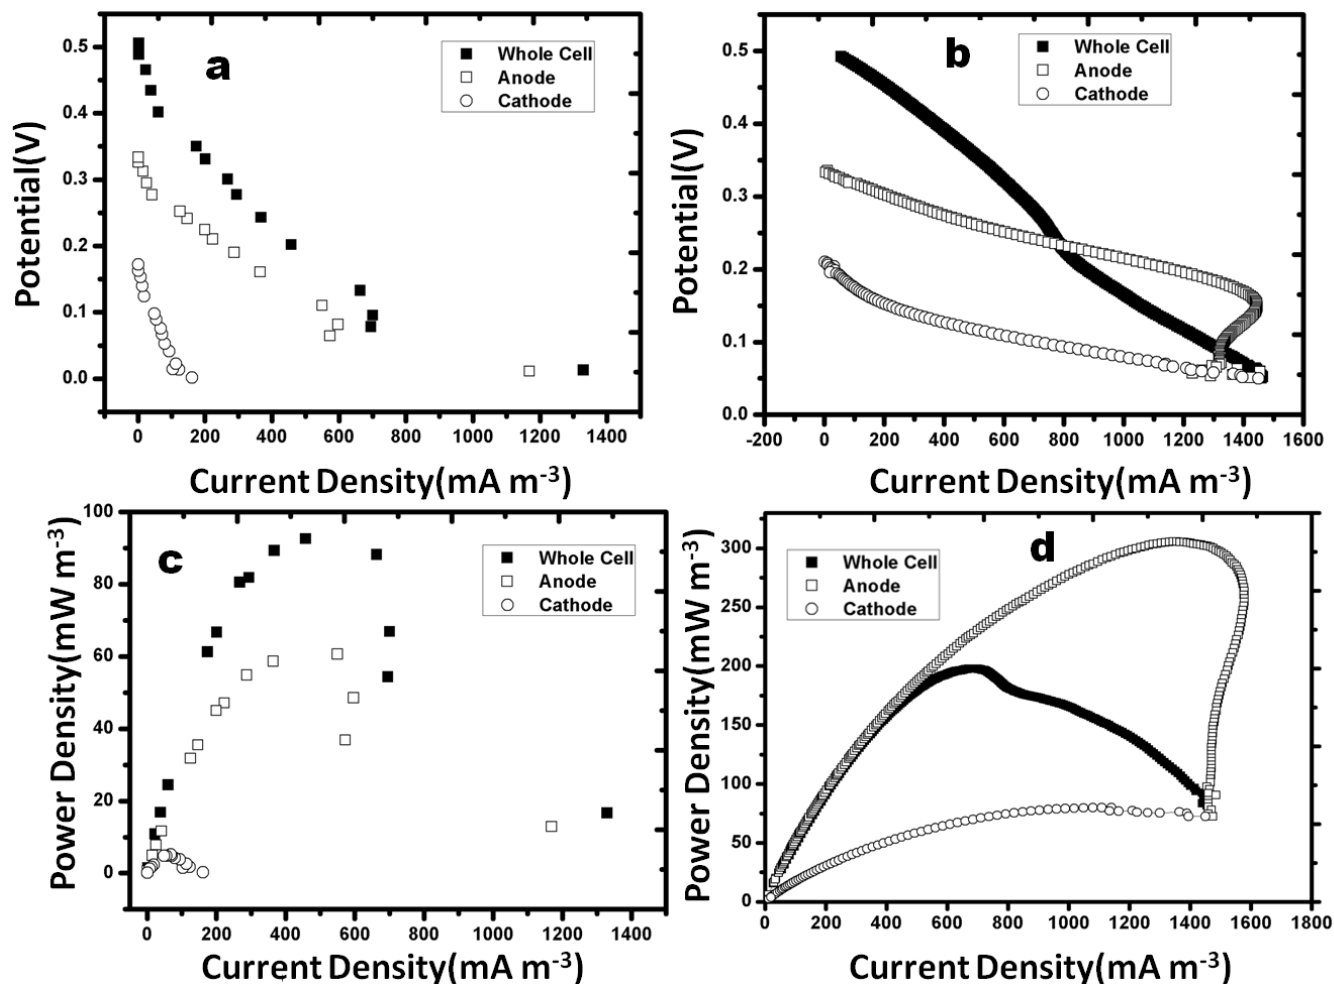 a
Whole Cell
Anode
Cathode
0.5
0.4
0.3
0.2
0.1
0.0
Potential(V)
0 200 400 600 800 1000 1200 1400
Current Density(mA m-3)
b
Whole Cell
Anode
Cathode
0.5
0.4
0.3
0.2
0.1
0.0
Potential(V)
-200 0 200 400 600 800 1000 1200 1400 1600
Current Density(mA m-3)
c
Whole Cell
Anode
Cathode
100
80
60
40
20
0
Power Density(mW m-3)
0 200 400 600 800 1000 1200 1400
Current Density(mA m-3)
d
Whole Cell
Anode
Cathode
300
250
200
150
100
50
0
Power Density(mW m-3)
0 200 400 600 800 1000 1200 1400 1600 1800
Current Density(mA m-3)